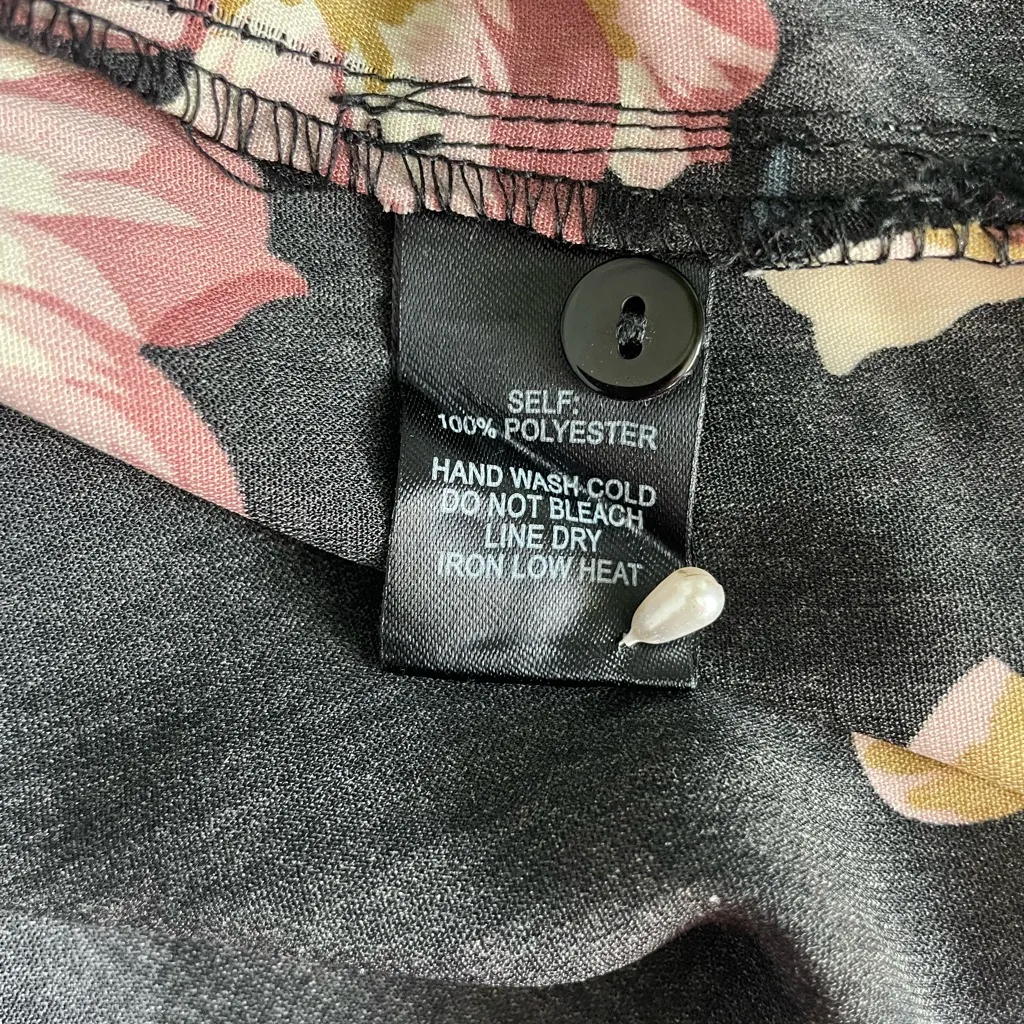 SELF:
100% POLYESTER
HAND WASH COLD
DO NOT BLEACH
LINE DRY
IRON LOW HEAT